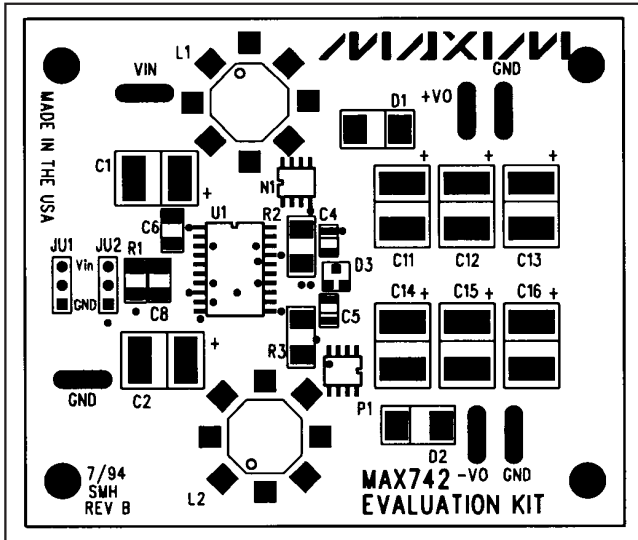 MAXIM
L1
VIN
GND
+VO
D1
MADE IN THE USA
C1
+
N1
+
+
+
C6
U1
R2
C4
JU1
JU2
R1
Vin
GND
D3
C11
C12
C13
C8
C5
C14
+
C15
+
C16
+
R3
+
GND
C2
P1
D2
-VO
GND
L2
7/94
SMH
REV B
MAX742
EVALUATION KIT